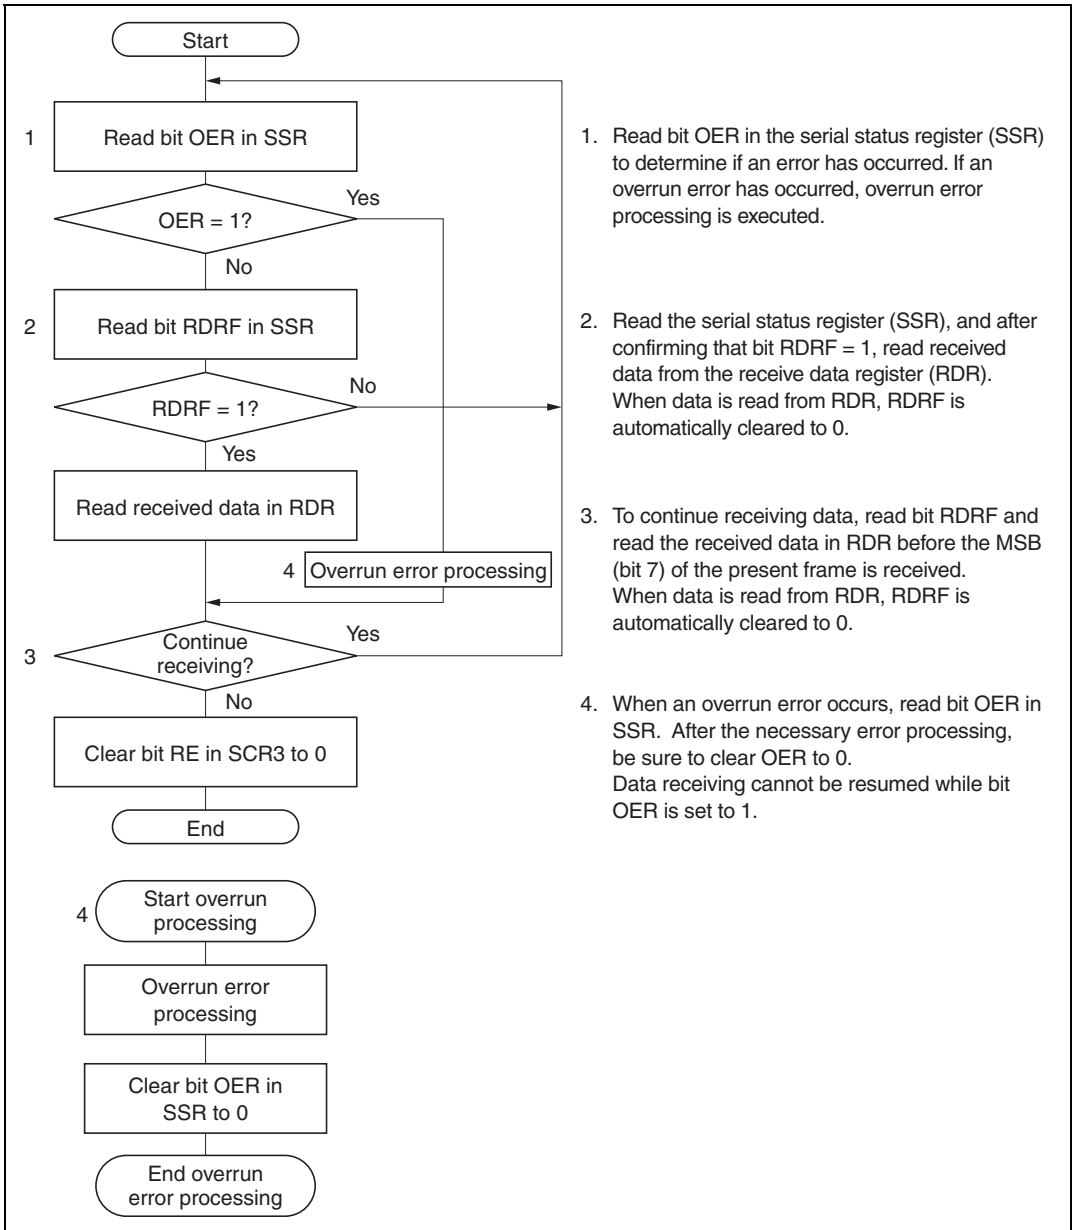 Start
1
Read bit OER in SSR
Yes
OER = 1?
No
2
Read bit RDRF in SSR
No
RDRF = 1?
Yes
Read received data in RDR
4
Overrun error processing
Yes
3
Continue
receiving?
No
Clear bit RE in SCR3 to 0
End
4
Start overrun
processing
Overrun error
processing
Clear bit OER in
SSR to 0
End overrun
error processing
1. Read bit OER in the serial status register (SSR)
to determine if an error has occurred. If an
overrun error has occurred, overrun error
processing is executed.
2. Read the serial status register (SSR), and after
confirming that bit RDRF = 1, read received
data from the receive data register (RDR).
When data is read from RDR, RDRF is
automatically cleared to 0.
3. To continue receiving data, read bit RDRF and
read the received data in RDR before the MSB
(bit 7) of the present frame is received.
When data is read from RDR, RDRF is
automatically cleared to 0.
4. When an overrun error occurs, read bit OER in
SSR. After the necessary error processing,
be sure to clear OER to 0.
Data receiving cannot be resumed while bit
OER is set to 1.